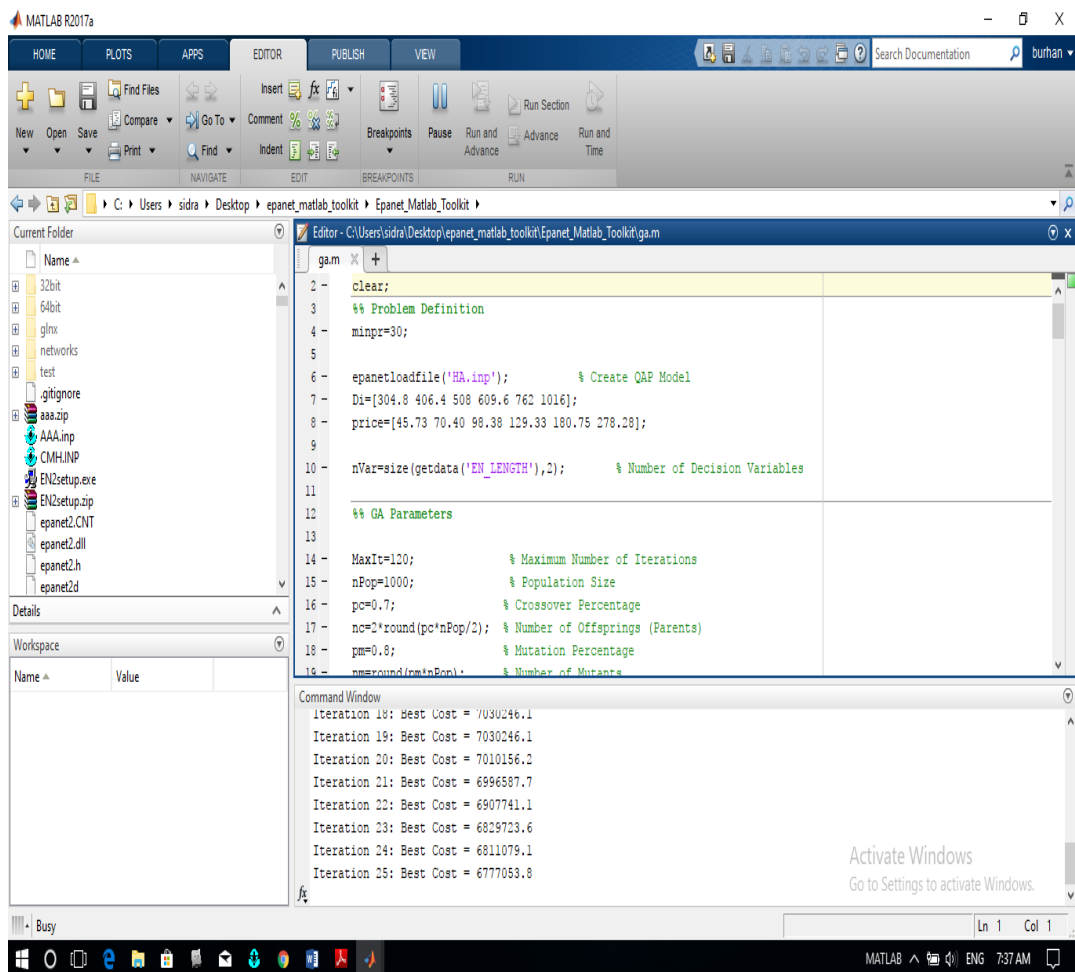 MATLAB R2017a
HOME PLOTS APPS EDITOR PUBLISH VIEW Search Documentation burhan
New Open Save Find Files Compare Print Go To Find Insert fx Comment % Indent Breakpoints Pause Run and Advance Run Section Advance Run and Time
FILE NAVIGATE EDIT BREAKPOINTS RUN
C: Users sidra Desktop epanet_matlab_toolkit Epanet_Matlab_Toolkit
Current Folder
Name
32bit
64bit
glnx
networks
test
.gitignore
aaa.zip
AAA.inp
CMH.INP
EN2setup.exe
EN2setup.zip
epanet2.CNT
epanet2.dll
epanet2.h
epanet2d
Details
Workspace
Name Value
Editor - C:\Users\sidra\Desktop\epanet_matlab_toolkit\Epanet_Matlab_Toolkit\ga.m
ga.m +
2 - clear;
3 %% Problem Definition
4 - minpr=30;
5
6 - epanetloadfile('HA.inp'); % Create QAP Model
7 - Di=[304.8 406.4 508 609.6 762 1016];
8 - price=[45.73 70.40 98.38 129.33 180.75 278.28];
9
10 - nVar=size(getdata('EN_LENGTH'),2); % Number of Decision Variables
11
12 %% GA Parameters
13
14 - MaxIt=120; % Maximum Number of Iterations
15 - nPop=1000; % Population Size
16 - pc=0.7; % Crossover Percentage
17 - nc=2*round(pc*nPop/2); % Number of Offsprings (Parents)
18 - pm=0.8; % Mutation Percentage
19 - nm=round(pm*nPop); % Number of Mutants
Command Window
Iteration 18: Best Cost = 7030246.1
Iteration 19: Best Cost = 7030246.1
Iteration 20: Best Cost = 7010156.2
Iteration 21: Best Cost = 6996587.7
Iteration 22: Best Cost = 6907741.1
Iteration 23: Best Cost = 6829723.6
Iteration 24: Best Cost = 6811079.1
Iteration 25: Best Cost = 6777053.8
fx
Activate Windows
Go to Settings to activate Windows.
Busy
Ln 1 Col 1
MATLAB ENG 7:37 AM